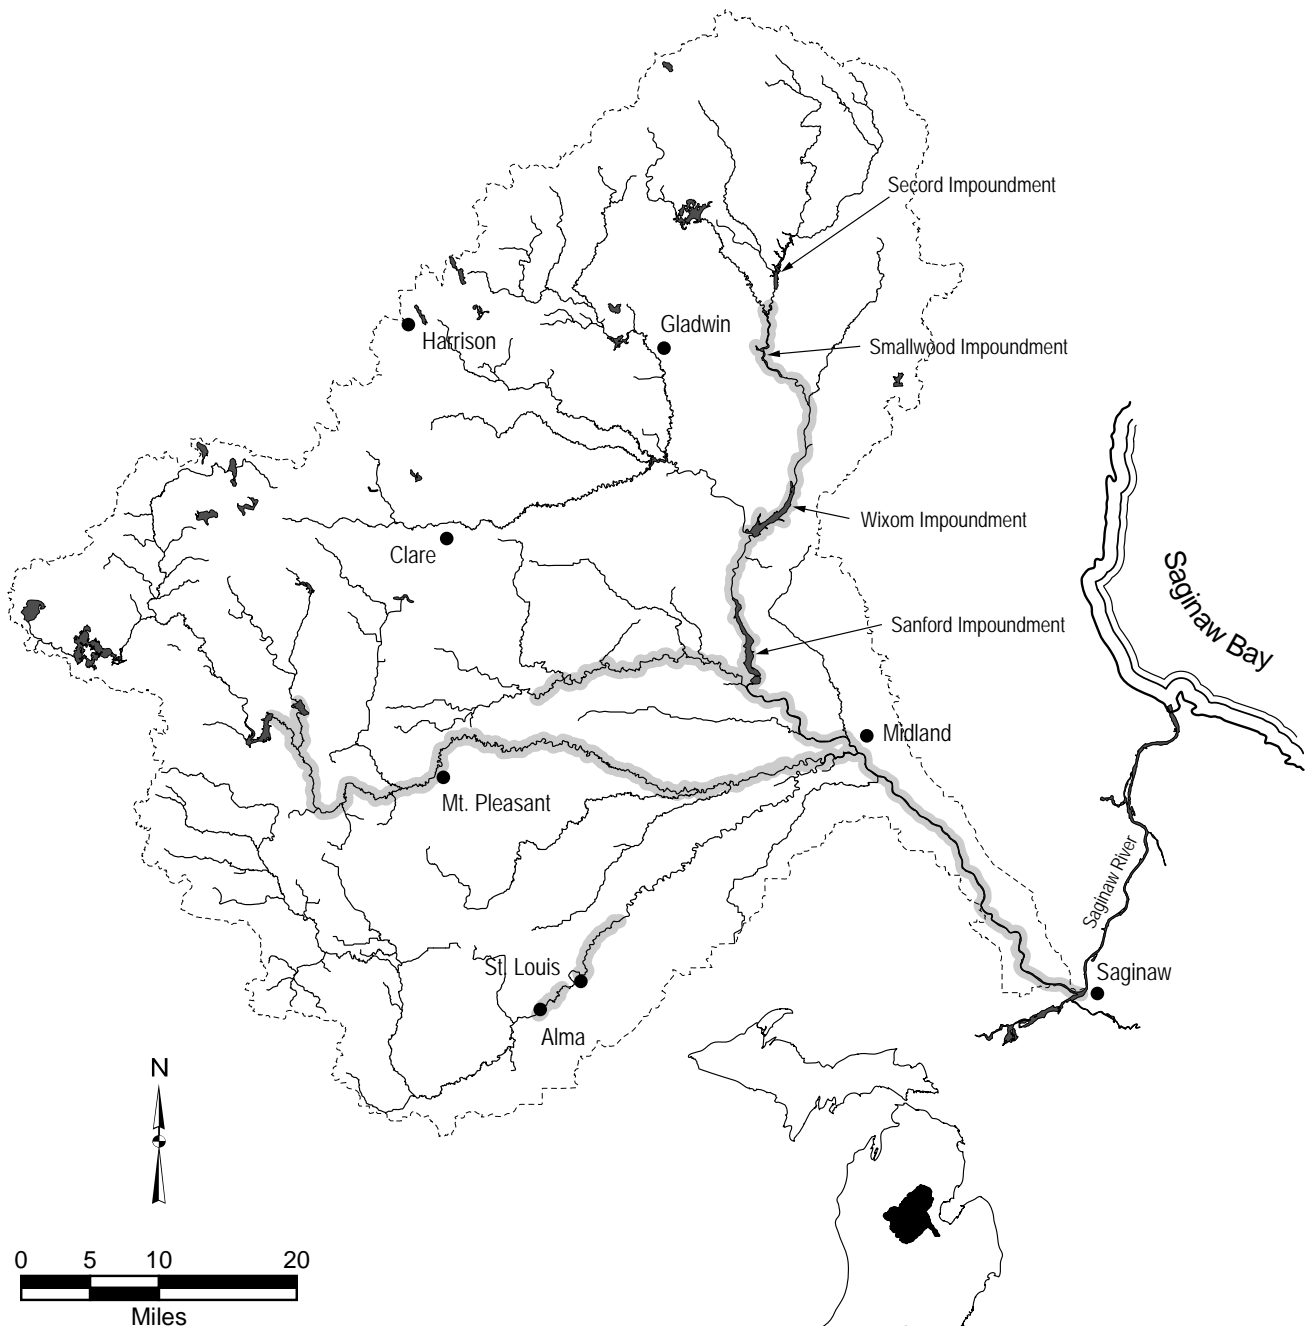 Secord Impoundment
Gladwin
Harrison
Smallwood Impoundment
Wixom Impoundment
Clare
Saginaw Bay
Sanford Impoundment
Midland
Mt. Pleasant
Saginaw River
St. Louis
Saginaw
Alma
N
0 5 10 20
Miles